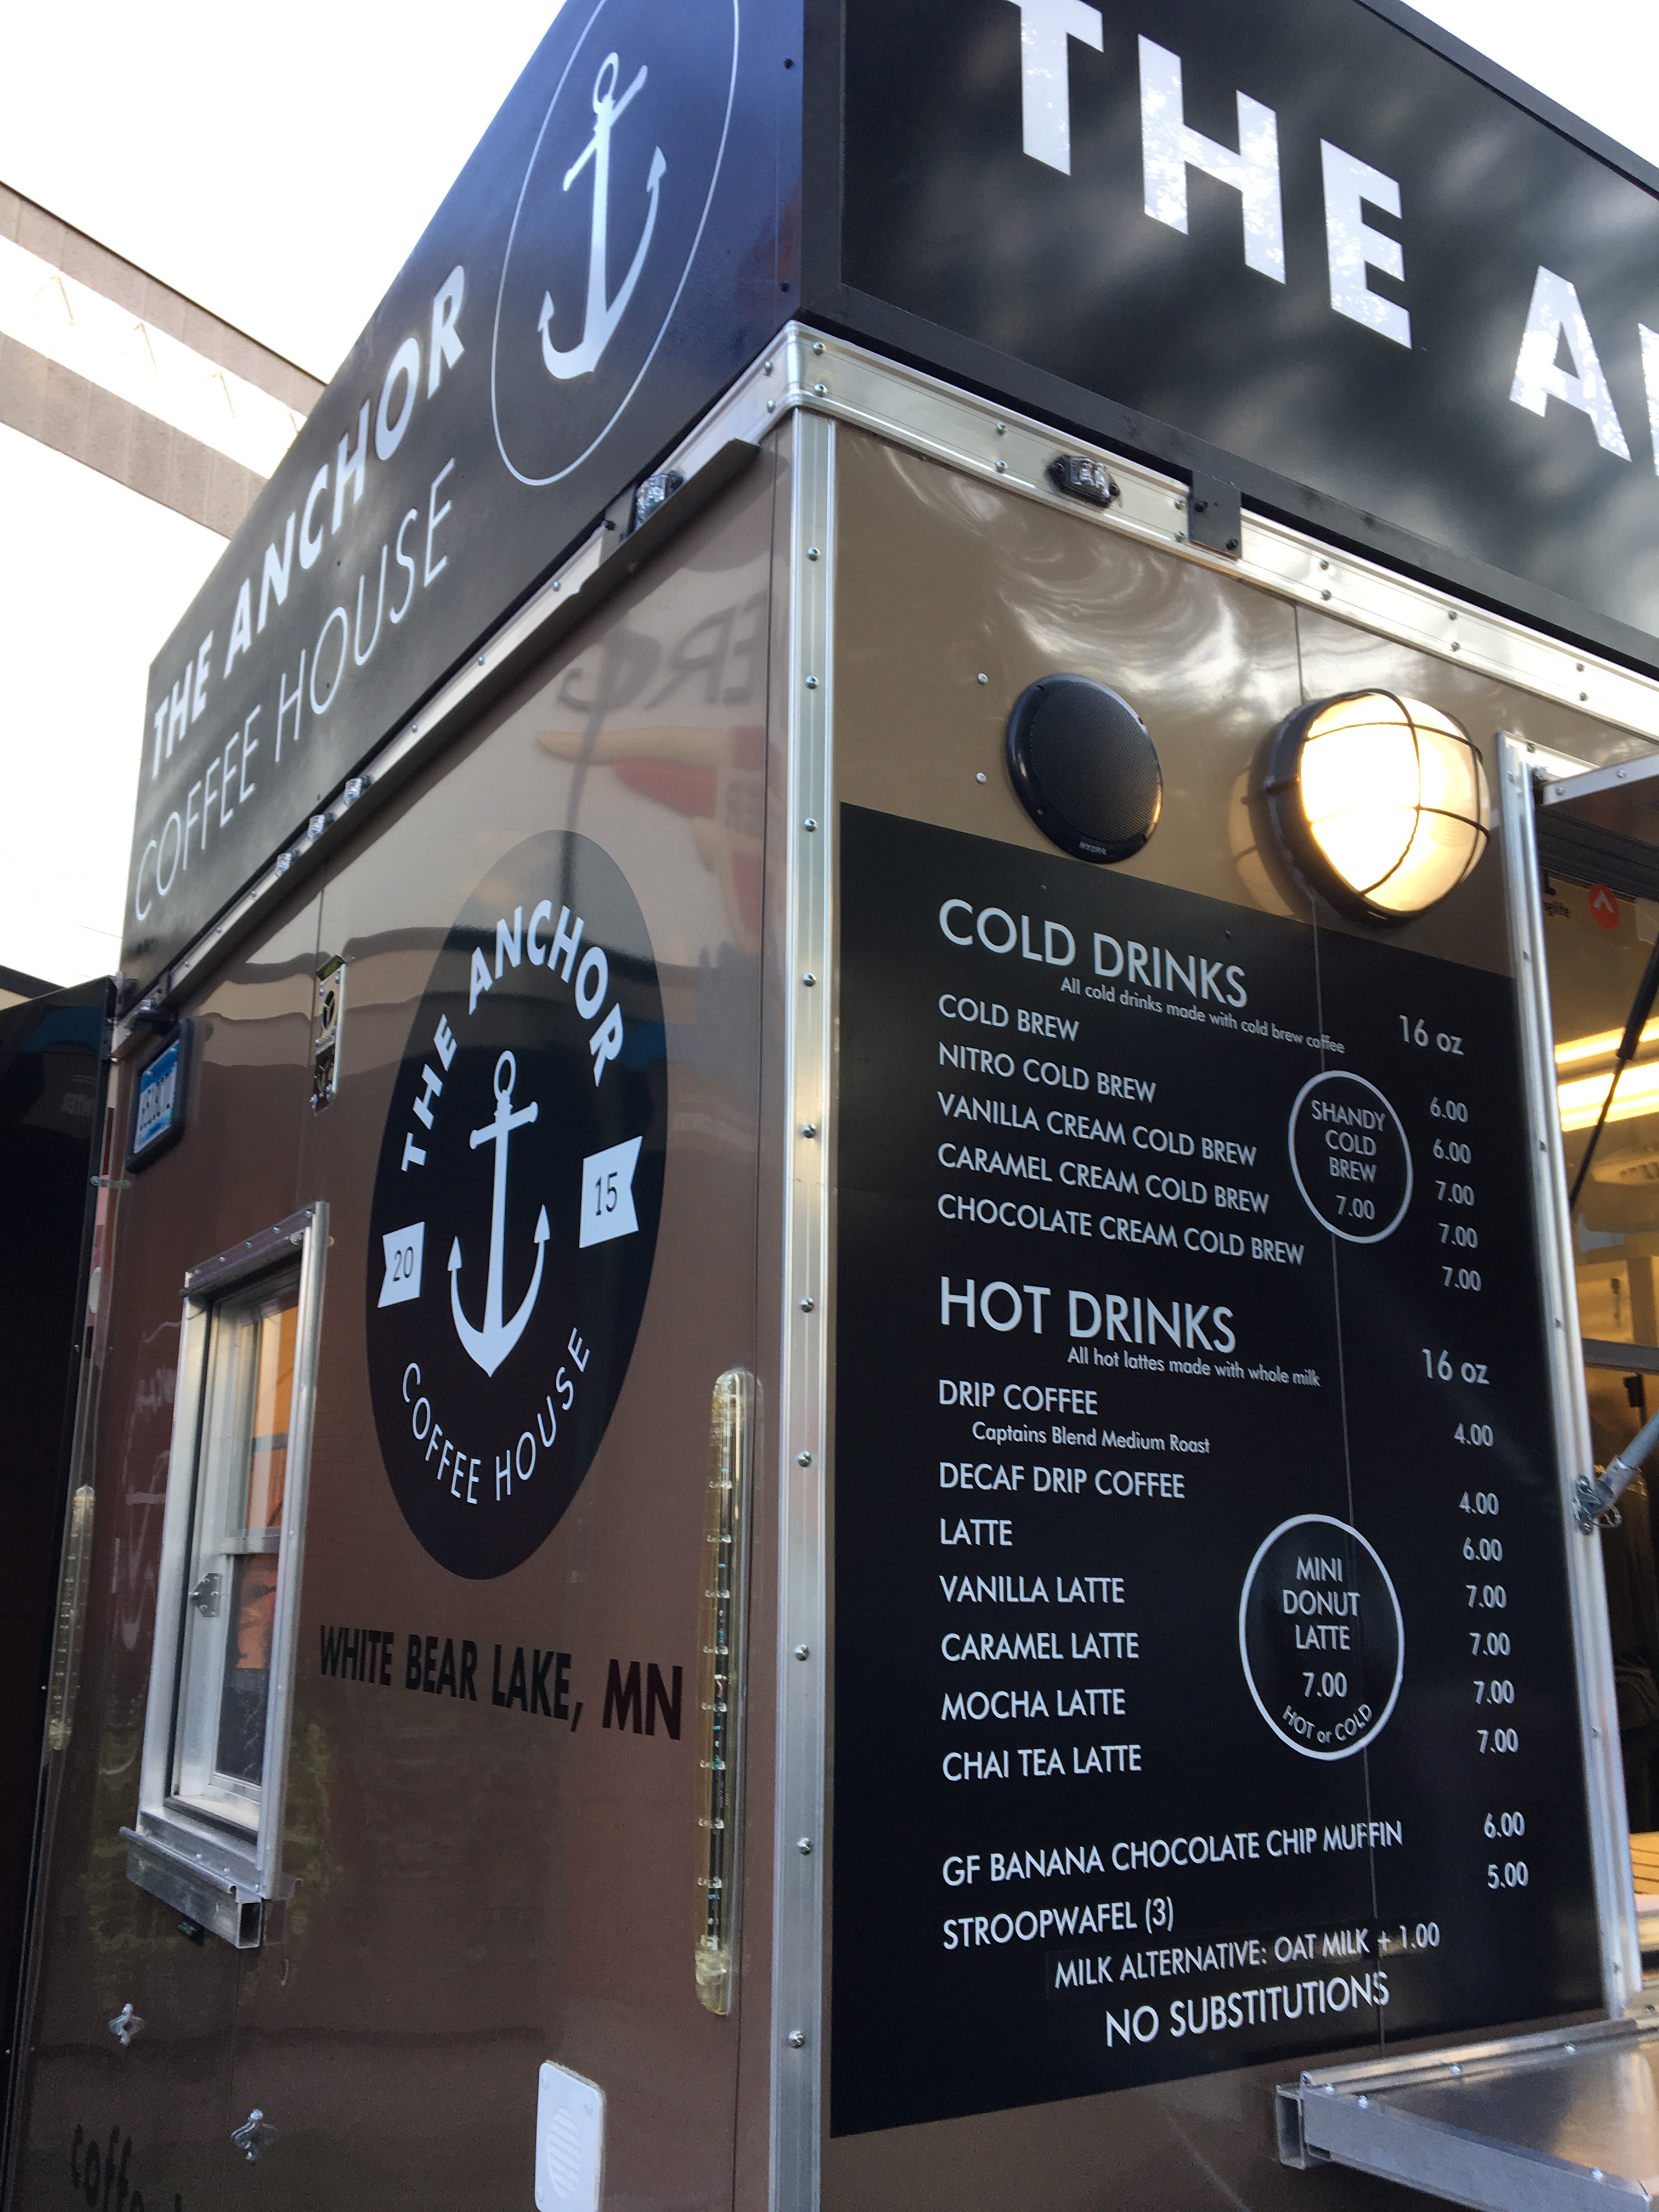 THE
THE ANCHOR
COFFEE HOUSE
THE ANCHOR
20 15
COFFEE HOUSE
WHITE BEAR LAKE, MN
HYDRA
COLD DRINKS
All cold drinks made with cold brew coffee
16 oz
COLD BREW 6.00
NITRO COLD BREW 6.00
VANILLA CREAM COLD BREW 7.00
CARAMEL CREAM COLD BREW 7.00
CHOCOLATE CREAM COLD BREW 7.00
SHANDY
COLD
BREW
7.00
HOT DRINKS
All hot lattes made with whole milk
16 oz
DRIP COFFEE 4.00
Captains Blend Medium Roast
DECAF DRIP COFFEE 4.00
LATTE 6.00
VANILLA LATTE 7.00
CARAMEL LATTE 7.00
MOCHA LATTE 7.00
CHAI TEA LATTE 7.00
MINI
DONUT
LATTE
7.00
HOT or COLD
GF BANANA CHOCOLATE CHIP MUFFIN 6.00
STROOPWAFEL (3) 5.00
MILK ALTERNATIVE: OAT MILK + 1.00
NO SUBSTITUTIONS